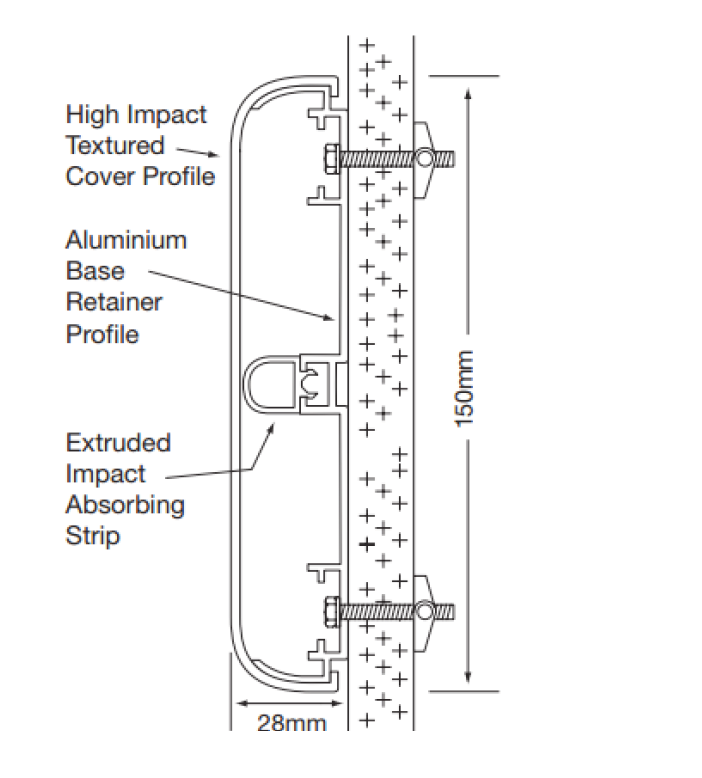 High Impact
Textured
Cover Profile
Aluminium
Base
Retainer
Profile
150mm
Extruded
Impact
Absorbing
Strip
28mm